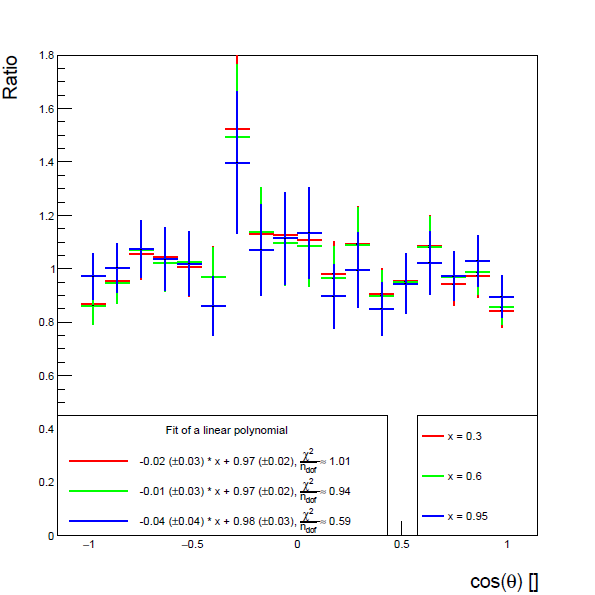 Ratio
1.8
1.6
1.4
1.2
1
0.8
0.6
0.4
0.2
0
Fit of a linear polynomial
-0.02 (±0.03) * x + 0.97 (±0.02), χ²/n_dof ≈ 1.01
-0.01 (±0.03) * x + 0.97 (±0.02), χ²/n_dof ≈ 0.94
-0.04 (±0.04) * x + 0.98 (±0.03), χ²/n_dof ≈ 0.59
x = 0.3
x = 0.6
x = 0.95
−1 −0.5 0 0.5 1
cos(θ) []